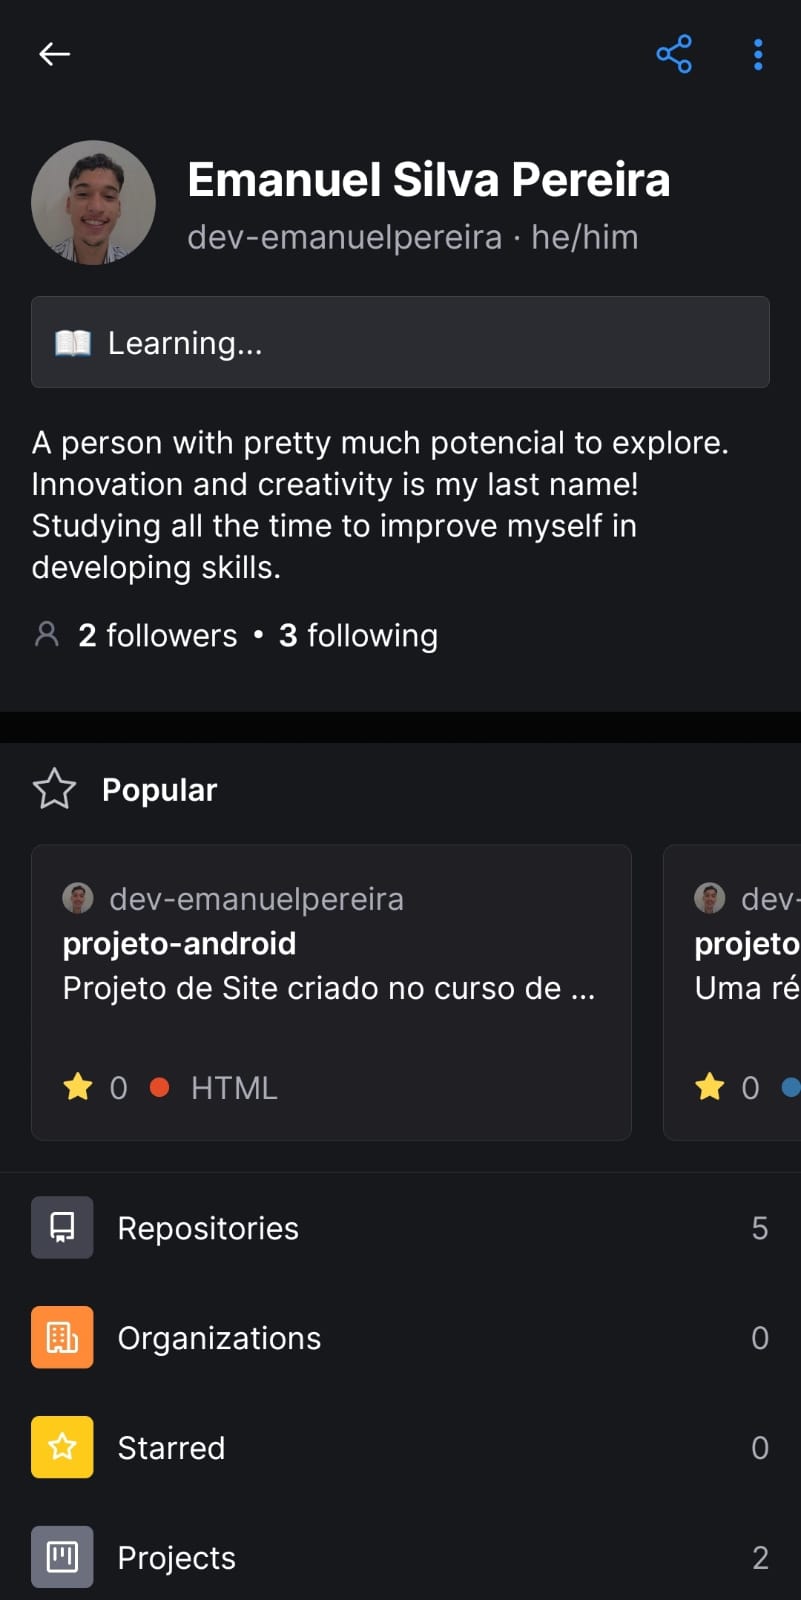 Emanuel Silva Pereira
dev-emanuelpereira · he/him
Learning...
A person with pretty much potencial to explore.
Innovation and creativity is my last name!
Studying all the time to improve myself in
developing skills.
2 followers • 3 following
Popular
dev-emanuelpereira
projeto-android
Projeto de Site criado no curso de ...
0 HTML
dev-
projeto
Uma ré
0
Repositories 5
Organizations 0
Starred 0
Projects 2